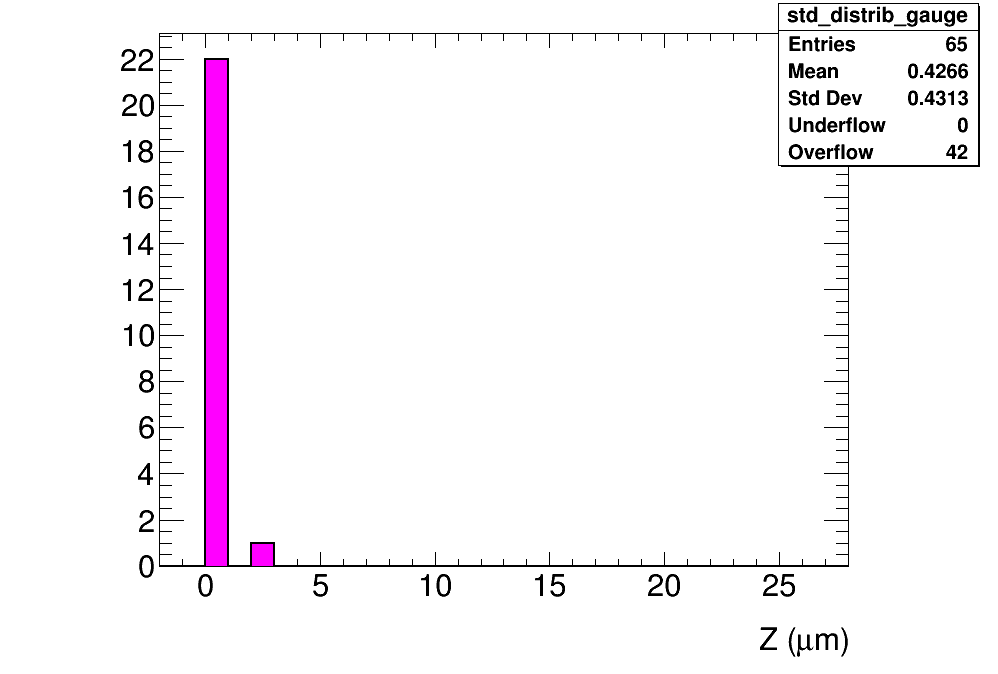 std_distrib_gauge
Entries 65
Mean 0.4266
Std Dev 0.4313
Underflow 0
Overflow 42
22
20
18
16
14
12
10
8
6
4
2
0
0 5 10 15 20 25
Z (μm)